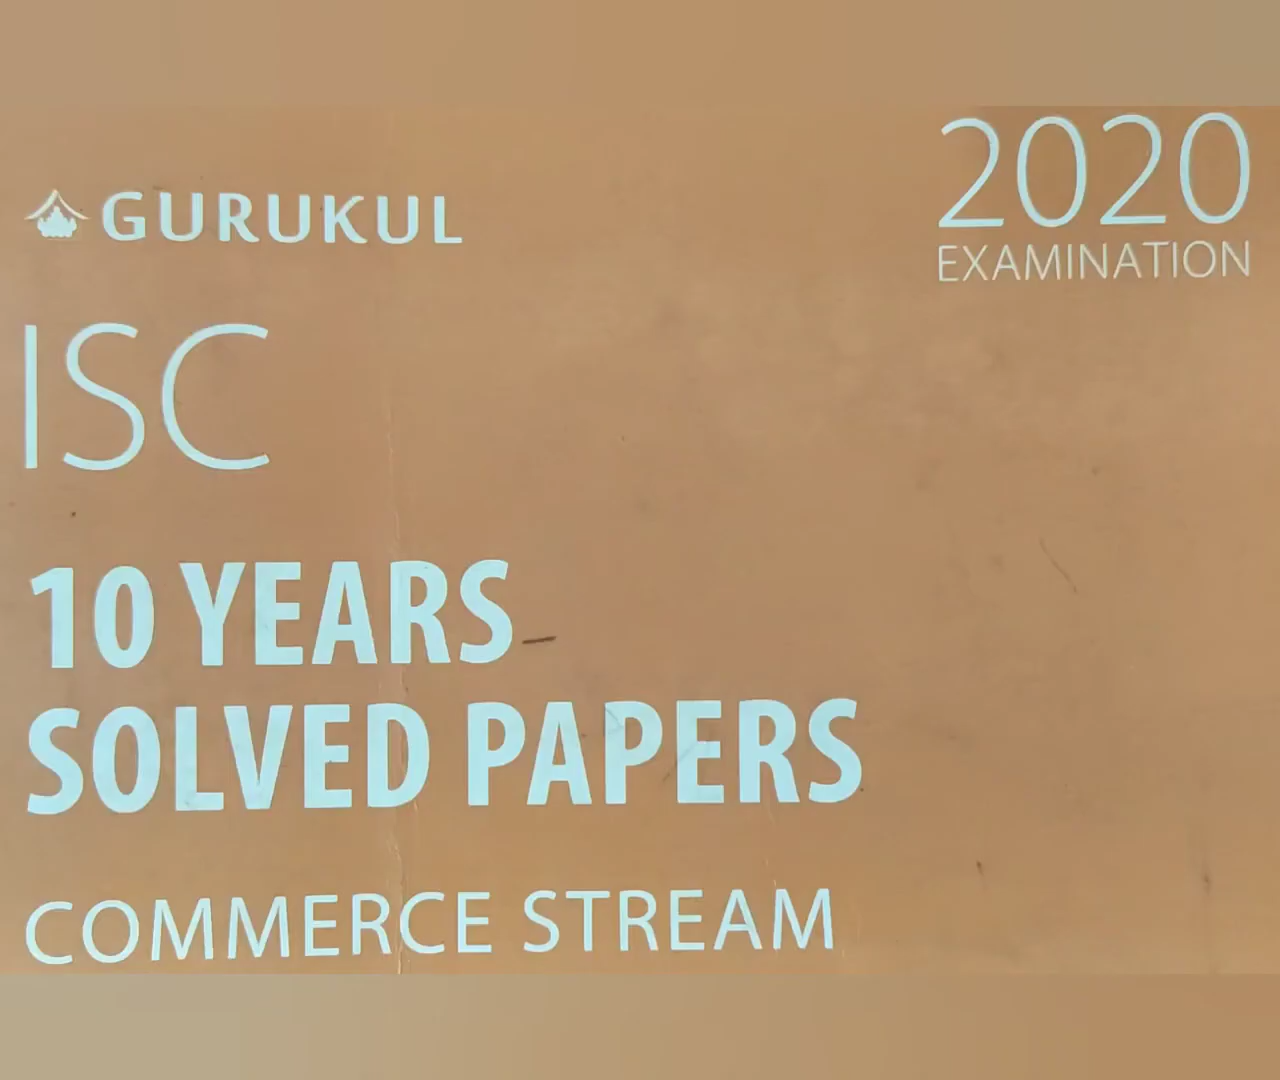 GURUKUL
2020
EXAMINATION
ISC
10 YEARS
SOLVED PAPERS
COMMERCE STREAM